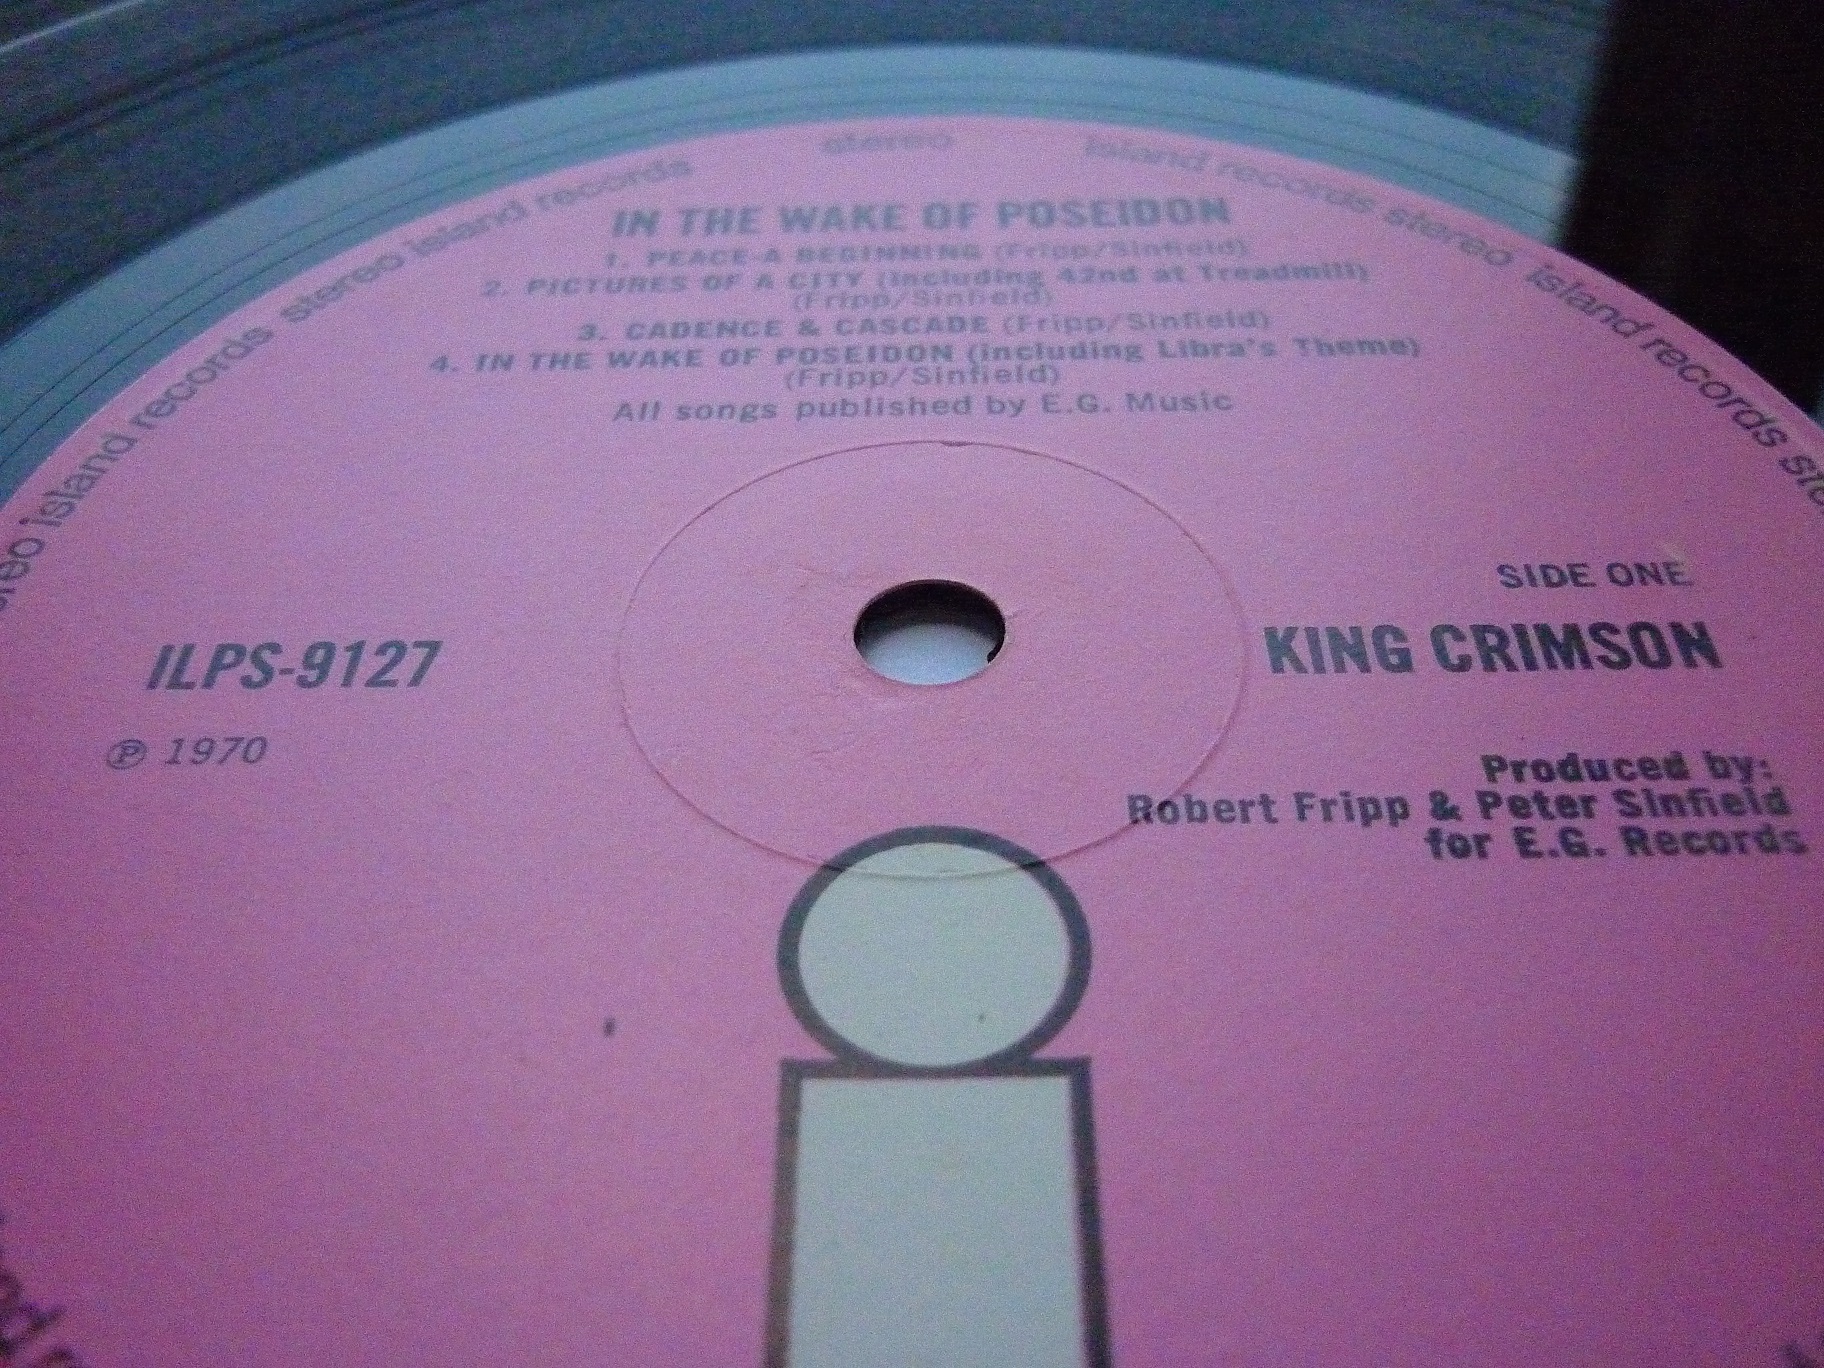 stereo island records stereo island records stereo island records stereo island records
IN THE WAKE OF POSEIDON
1. PEACE-A BEGINNING (Fripp/Sinfield)
2. PICTURES OF A CITY (including 42nd at Treadmill)
(Fripp/Sinfield)
3. CADENCE & CASCADE (Fripp/Sinfield)
4. IN THE WAKE OF POSEIDON (including Libra's Theme)
(Fripp/Sinfield)
All songs published by E.G. Music
SIDE ONE
ILPS-9127
KING CRIMSON
℗ 1970
Produced by:
Robert Fripp & Peter Sinfield
for E.G. Records
i